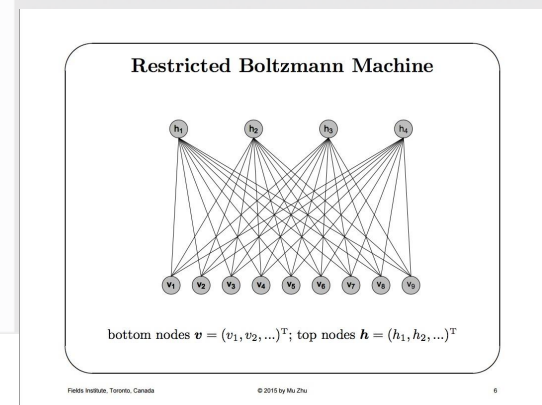 Restricted Boltzmann Machine
h1 h2 h3 h4
v1 v2 v3 v4 v5 v6 v7 v8 v9
bottom nodes v = (v1, v2, ...)^T; top nodes h = (h1, h2, ...)^T
Fields Institute, Toronto, Canada © 2015 by Mu Zhu 6